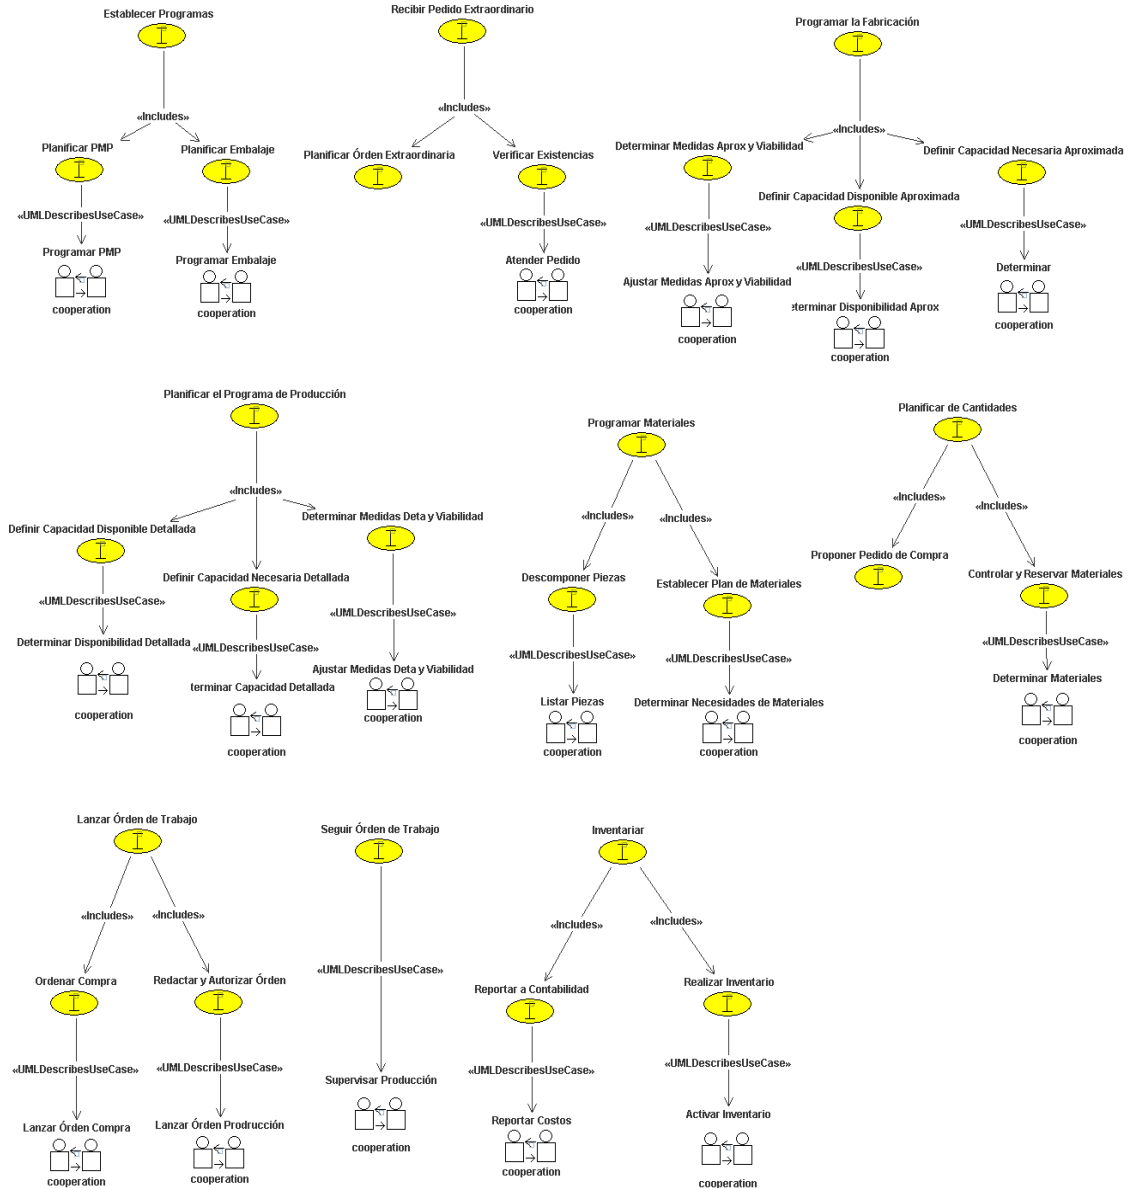 Establecer Programas
«Includes»
Planificar PMP
Planificar Embalaje
«UMLDescribesUseCase»
«UMLDescribesUseCase»
Programar PMP
Programar Embalaje
cooperation
cooperation
Recibir Pedido Extraordinario
«Includes»
Planificar Órden Extraordinaria
Verificar Existencias
«UMLDescribesUseCase»
Atender Pedido
cooperation
Programar la Fabricación
«Includes»
Determinar Medidas Aprox y Viabilidad
Definir Capacidad Necesaria Aproximada
Definir Capacidad Disponible Aproximada
«UMLDescribesUseCase»
«UMLDescribesUseCase»
«UMLDescribesUseCase»
Ajustar Medidas Aprox y Viabilidad
Determinar
terminar Disponibilidad Aprox
cooperation
cooperation
cooperation
Planificar el Programa de Producción
«Includes»
Definir Capacidad Disponible Detallada
Determinar Medidas Deta y Viabilidad
Definir Capacidad Necesaria Detallada
«UMLDescribesUseCase»
«UMLDescribesUseCase»
«UMLDescribesUseCase»
Determinar Disponibilidad Detallada
Ajustar Medidas Deta y Viabilidad
terminar Capacidad Detallada
cooperation
cooperation
cooperation
Programar Materiales
«Includes»
«Includes»
Descomponer Piezas
Establecer Plan de Materiales
«UMLDescribesUseCase»
«UMLDescribesUseCase»
Listar Piezas
Determinar Necesidades de Materiales
cooperation
cooperation
Planificar de Cantidades
«Includes»
«Includes»
Proponer Pedido de Compra
Controlar y Reservar Materiales
«UMLDescribesUseCase»
Determinar Materiales
cooperation
Lanzar Órden de Trabajo
«Includes»
«Includes»
Ordenar Compra
Redactar y Autorizar Órden
«UMLDescribesUseCase»
«UMLDescribesUseCase»
Lanzar Órden Compra
Lanzar Órden Prodrucción
cooperation
cooperation
Seguir Órden de Trabajo
«UMLDescribesUseCase»
Supervisar Producción
cooperation
Inventariar
«Includes»
«Includes»
Reportar a Contabilidad
Realizar Inventario
«UMLDescribesUseCase»
«UMLDescribesUseCase»
Reportar Costos
Activar Inventario
cooperation
cooperation